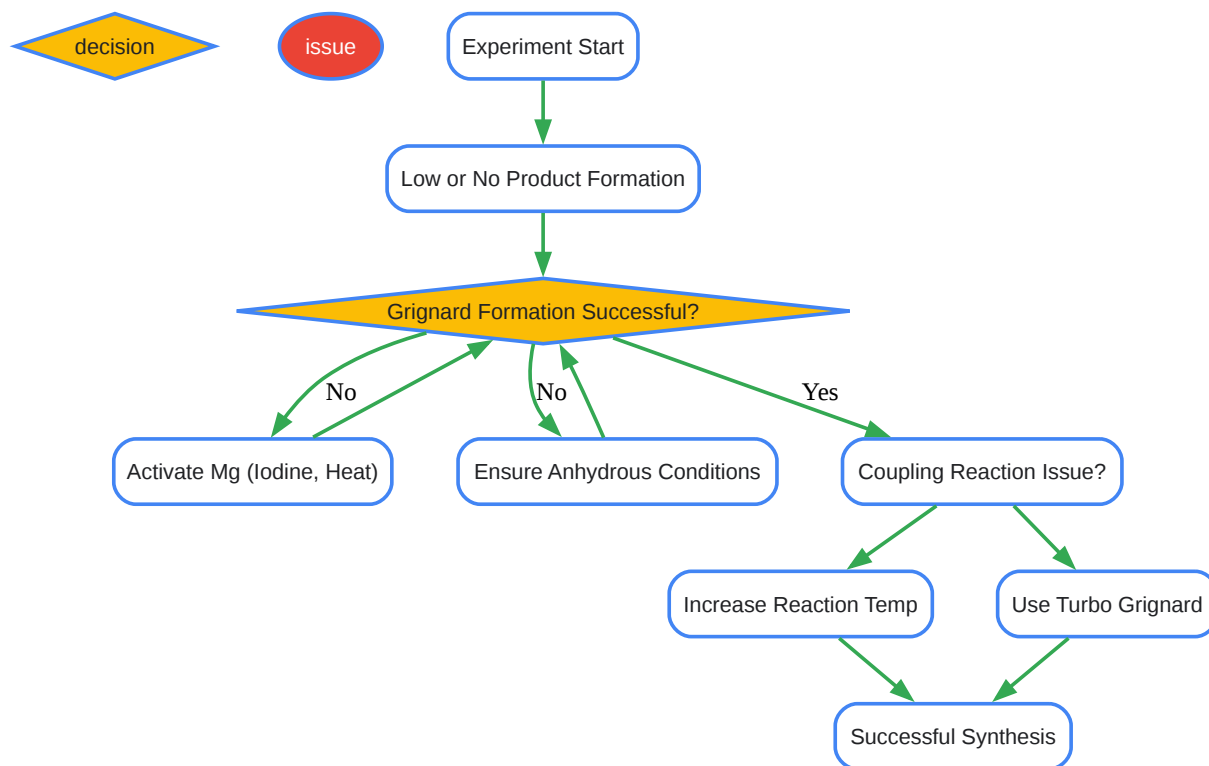 decision
issue
Experiment Start
Low or No Product Formation
Grignard Formation Successful?
No
No
Yes
Activate Mg (Iodine, Heat)
Ensure Anhydrous Conditions
Coupling Reaction Issue?
Increase Reaction Temp
Use Turbo Grignard
Successful Synthesis